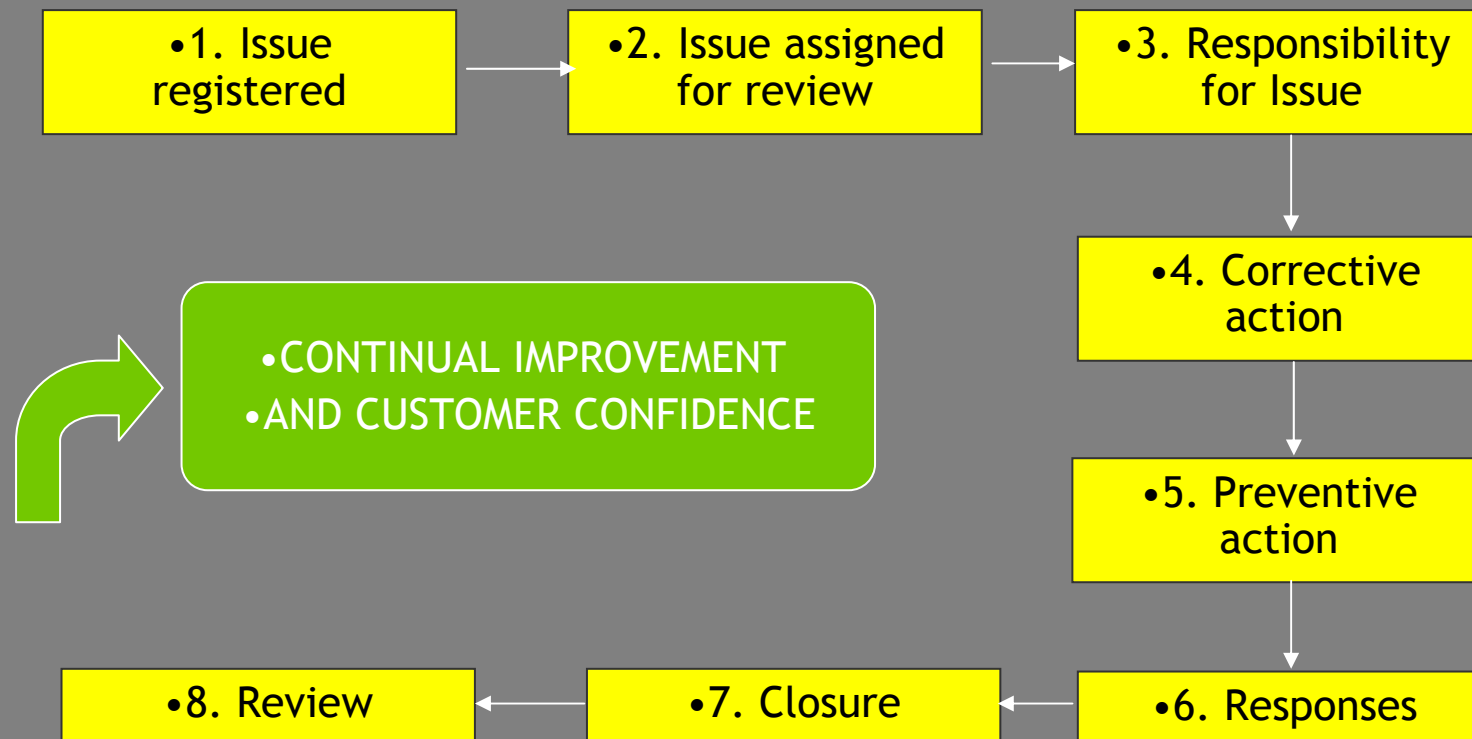 •1. Issue
registered
•2. Issue assigned
for review
•3. Responsibility
for Issue
•4. Corrective
action
•CONTINUAL IMPROVEMENT
•AND CUSTOMER CONFIDENCE
•5. Preventive
action
•6. Responses
•7. Closure
•8. Review